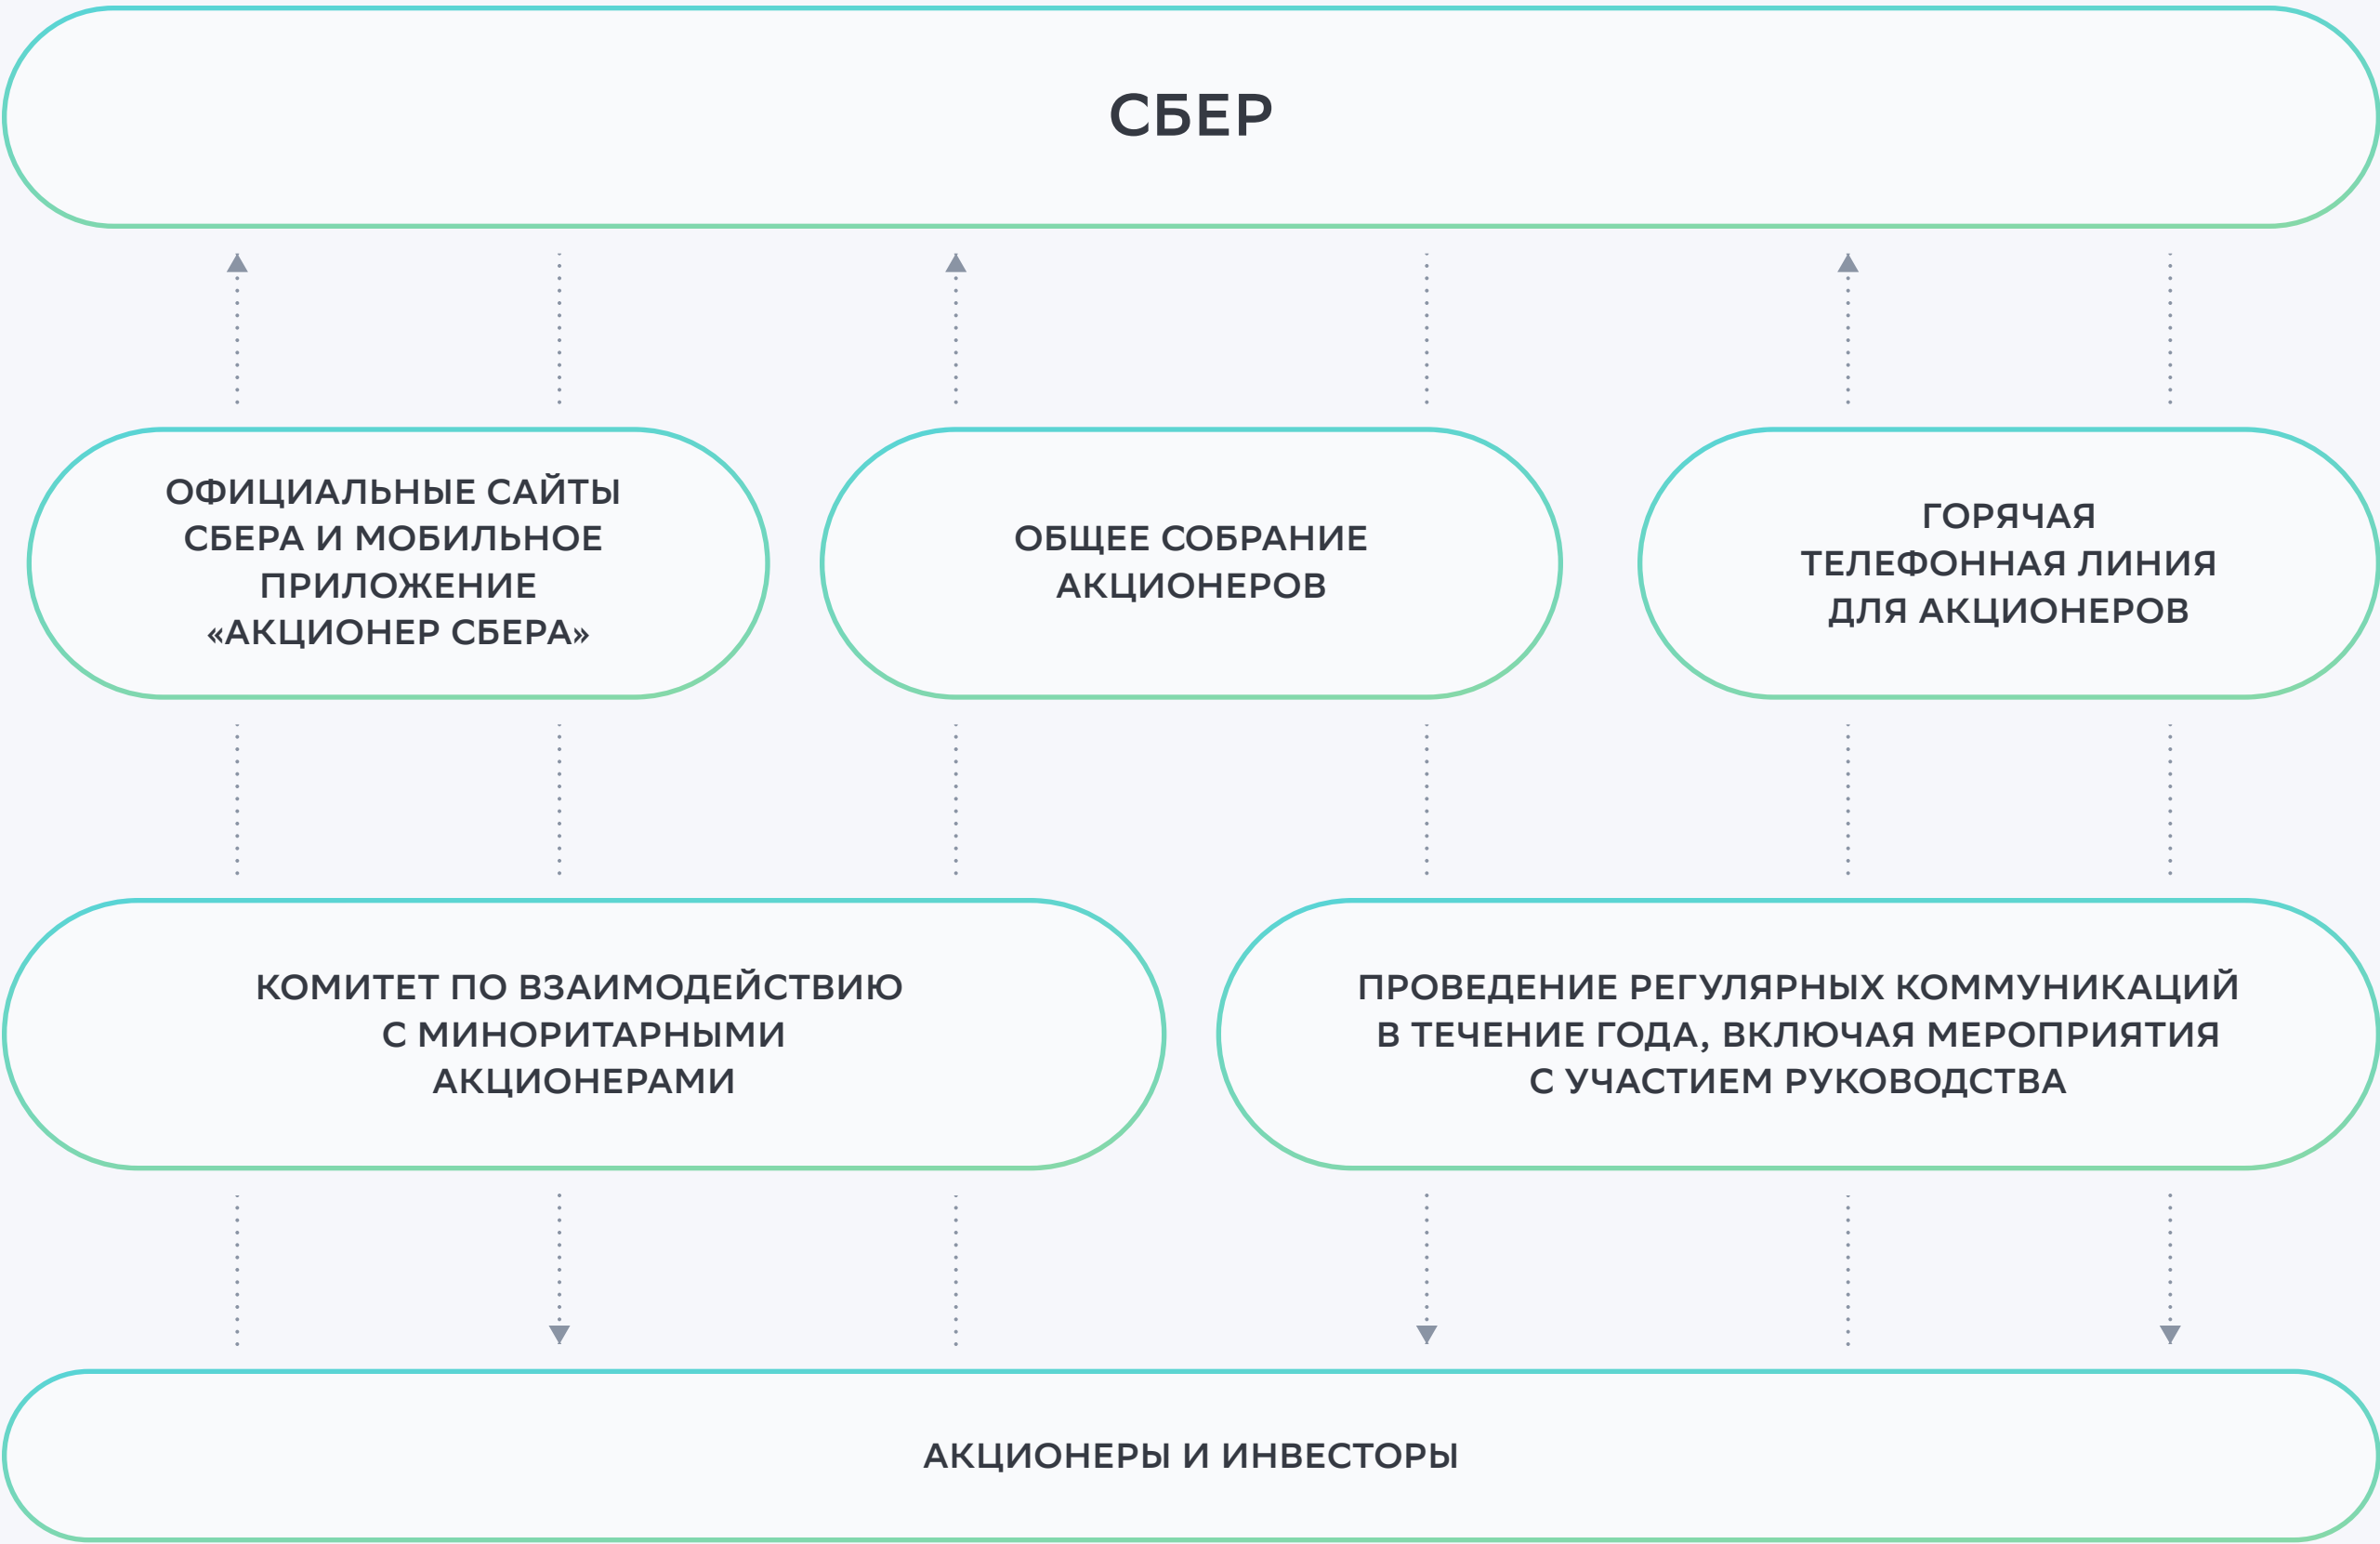 СБЕР
ОФИЦИАЛЬНЫЕ САЙТЫ
СБЕРА И МОБИЛЬНОЕ
ПРИЛОЖЕНИЕ
«АКЦИОНЕР СБЕРА»
ОБЩЕЕ СОБРАНИЕ
АКЦИОНЕРОВ
ГОРЯЧАЯ
ТЕЛЕФОННАЯ ЛИНИЯ
ДЛЯ АКЦИОНЕРОВ
КОМИТЕТ ПО ВЗАИМОДЕЙСТВИЮ
С МИНОРИТАРНЫМИ
АКЦИОНЕРАМИ
ПРОВЕДЕНИЕ РЕГУЛЯРНЫХ КОММУНИКАЦИЙ
В ТЕЧЕНИЕ ГОДА, ВКЛЮЧАЯ МЕРОПРИЯТИЯ
С УЧАСТИЕМ РУКОВОДСТВА
АКЦИОНЕРЫ И ИНВЕСТОРЫ